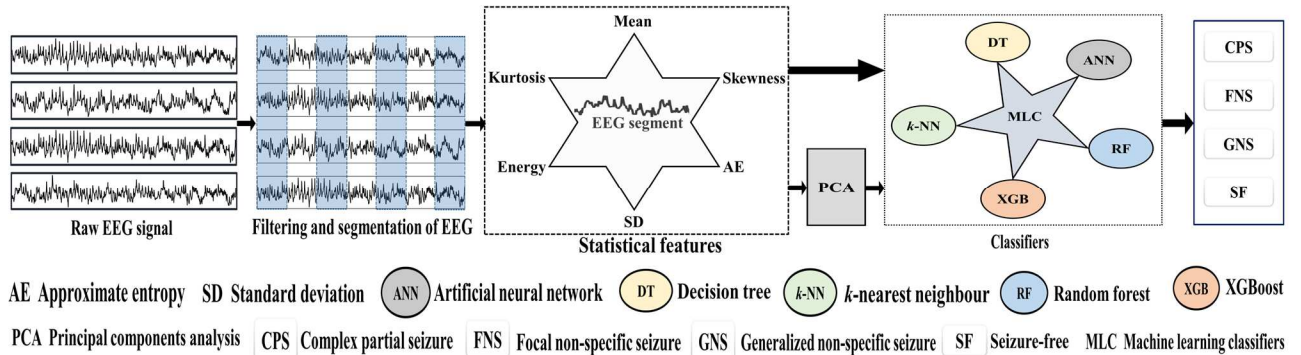 Mean
Kurtosis
Skewness
EEG segment
Energy
AE
SD
PCA
DT
ANN
MLC
k-NN
RF
XGB
CPS
FNS
GNS
SF
Raw EEG signal
Filtering and segmentation of EEG
Statistical features
Classifiers
AE Approximate entropy SD Standard deviation ANN Artificial neural network DT Decision tree k-NN k-nearest neighbour RF Random forest XGB XGBoost
PCA Principal components analysis CPS Complex partial seizure FNS Focal non-specific seizure GNS Generalized non-specific seizure SF Seizure-free MLC Machine learning classifiers